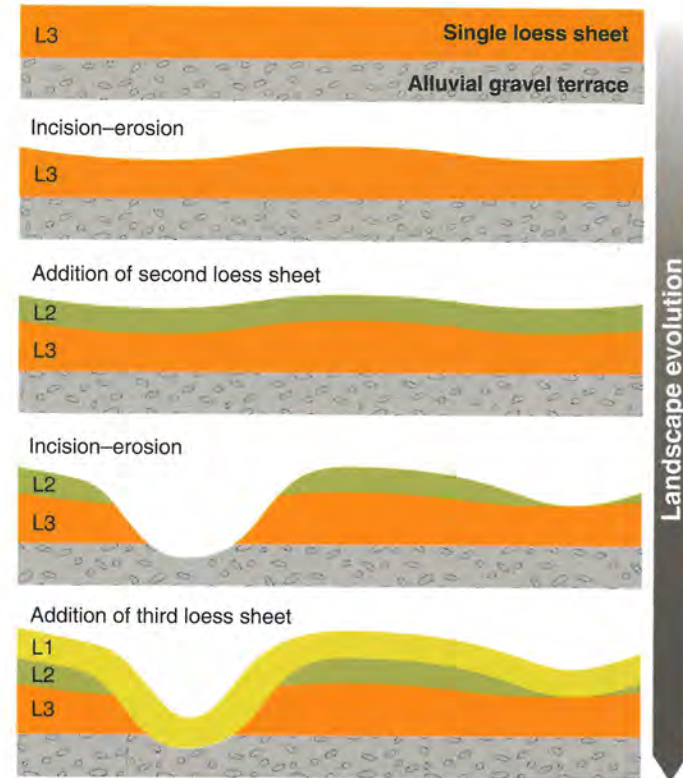 L3
Single loess sheet
Alluvial gravel terrace
Incision–erosion
L3
Addition of second loess sheet
L2
L3
Incision–erosion
L2
L3
Addition of third loess sheet
L1
L2
L3
Landscape evolution